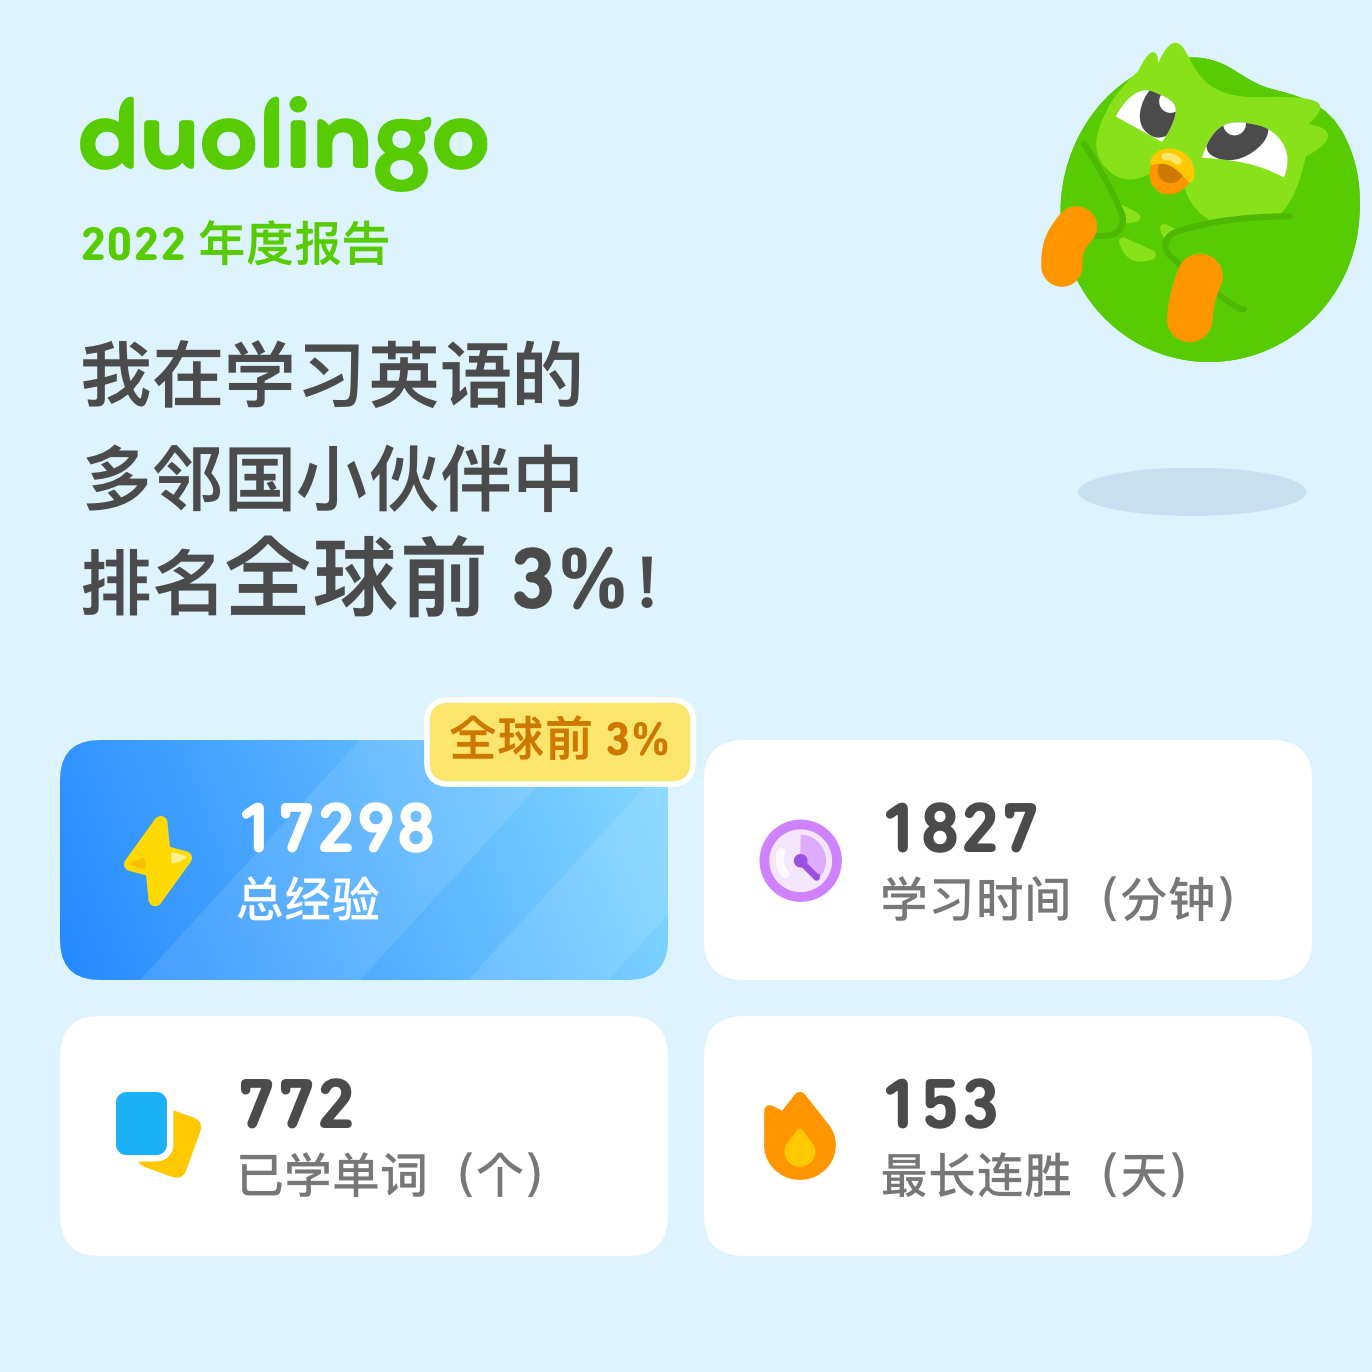 duolingo
2022 年度报告
我在学习英语的
多邻国小伙伴中
排名全球前 3%!
全球前 3%
17298
总经验
1827
学习时间（分钟）
772
已学单词（个）
153
最长连胜（天）